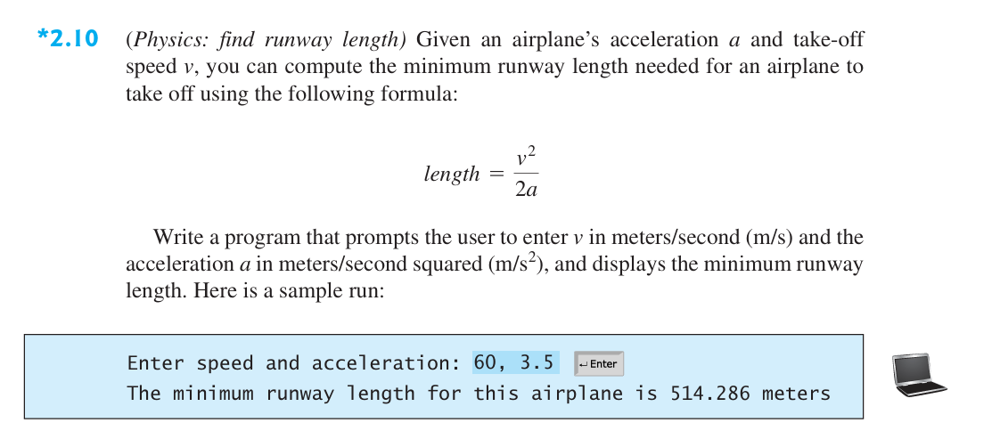 *2.10 (Physics: find runway length) Given an airplane’s acceleration a and take-off
speed v, you can compute the minimum runway length needed for an airplane to
take off using the following formula:
length = v²/2a
Write a program that prompts the user to enter v in meters/second (m/s) and the
acceleration a in meters/second squared (m/s²), and displays the minimum runway
length. Here is a sample run:
Enter speed and acceleration: 60, 3.5 ↵Enter
The minimum runway length for this airplane is 514.286 meters